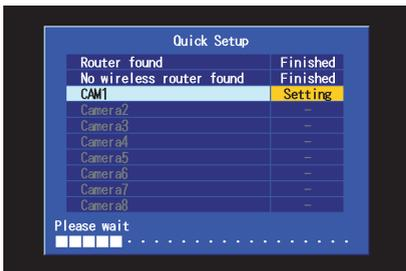 Quick Setup
Router found Finished
No wireless router found Finished
CAM1 Setting
Camera2 -
Camera3 -
Camera4 -
Camera5 -
Camera6 -
Camera7 -
Camera8 -
Please wait